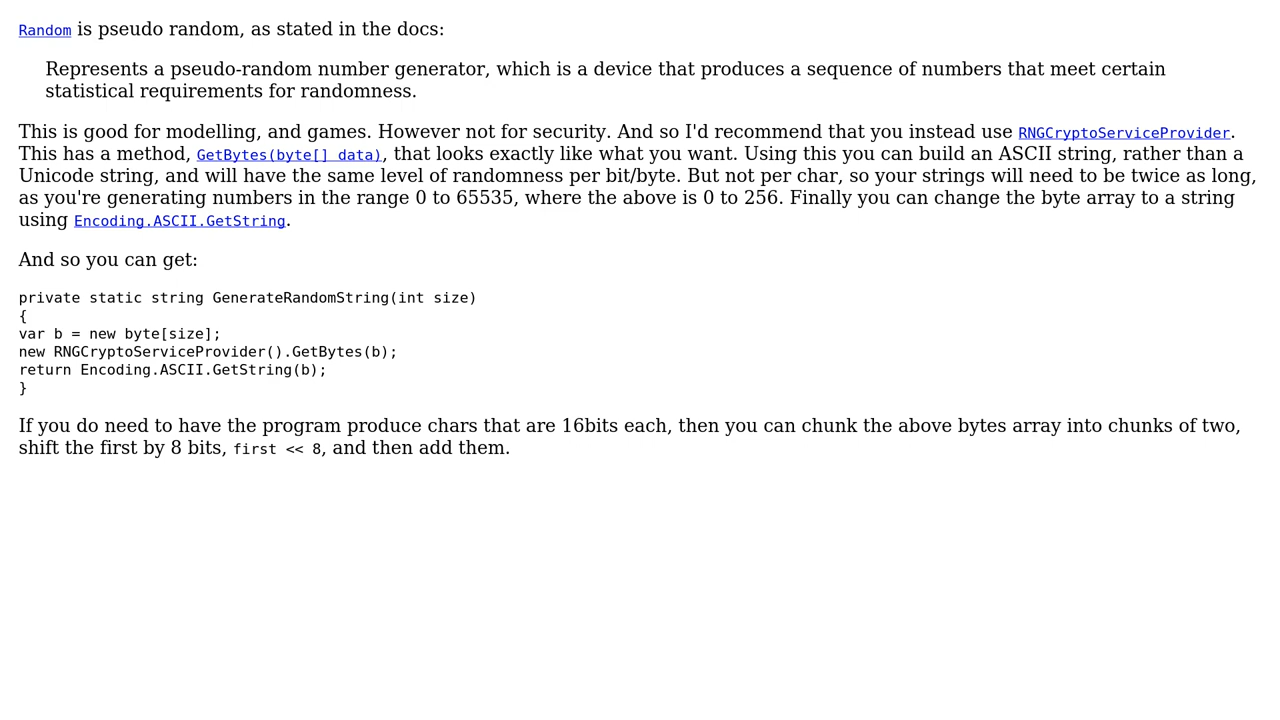 Random is pseudo random, as stated in the docs:
Represents a pseudo-random number generator, which is a device that produces a sequence of numbers that meet certain
statistical requirements for randomness.
This is good for modelling, and games. However not for security. And so I'd recommend that you instead use RNGCryptoServiceProvider.
This has a method, GetBytes(byte[] data), that looks exactly like what you want. Using this you can build an ASCII string, rather than a
Unicode string, and will have the same level of randomness per bit/byte. But not per char, so your strings will need to be twice as long,
as you're generating numbers in the range 0 to 65535, where the above is 0 to 256. Finally you can change the byte array to a string
using Encoding.ASCII.GetString.
And so you can get:
private static string GenerateRandomString(int size)
{
var b = new byte[size];
new RNGCryptoServiceProvider().GetBytes(b);
return Encoding.ASCII.GetString(b);
}
If you do need to have the program produce chars that are 16bits each, then you can chunk the above bytes array into chunks of two,
shift the first by 8 bits, first << 8, and then add them.